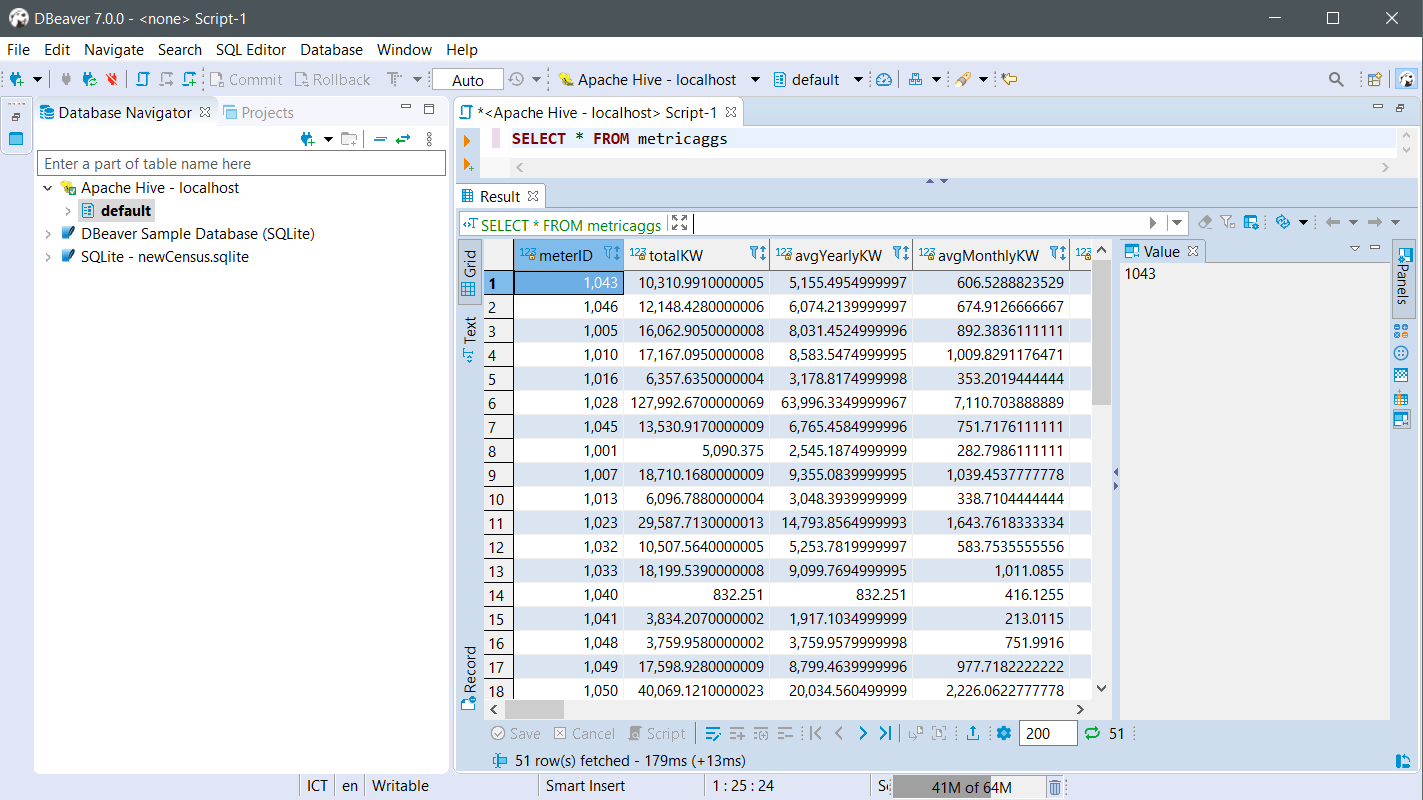 DBeaver 7.0.0 - <none> Script-1
File Edit Navigate Search SQL Editor Database Window Help
Commit Rollback Auto Apache Hive - localhost default
Database Navigator Projects
*<Apache Hive - localhost> Script-1
SELECT * FROM metricaggs
Enter a part of table name here
Apache Hive - localhost
default
DBeaver Sample Database (SQLite)
SQLite - newCensus.sqlite
Result
SELECT * FROM metricaggs
Grid
Text
Record
123 meterID 123 totalKW 123 avgYearlyKW 123 avgMonthlyKW 123
1 1,043 10,310.9910000005 5,155.4954999997 606.5288823529
2 1,046 12,148.4280000006 6,074.2139999997 674.9126666667
3 1,005 16,062.9050000008 8,031.4524999996 892.3836111111
4 1,010 17,167.0950000008 8,583.5474999995 1,009.8291176471
5 1,016 6,357.6350000004 3,178.8174999998 353.2019444444
6 1,028 127,992.6700000069 63,996.3349999967 7,110.703888889
7 1,045 13,530.9170000009 6,765.4584999996 751.7176111111
8 1,001 5,090.375 2,545.1874999999 282.7986111111
9 1,007 18,710.1680000009 9,355.0839999995 1,039.4537777778
10 1,013 6,096.7880000004 3,048.3939999999 338.7104444444
11 1,023 29,587.7130000013 14,793.8564999993 1,643.7618333334
12 1,032 10,507.5640000005 5,253.7819999997 583.7535555556
13 1,033 18,199.5390000008 9,099.7694999995 1,011.0855
14 1,040 832.251 832.251 416.1255
15 1,041 3,834.2070000002 1,917.1034999999 213.0115
16 1,048 3,759.9580000002 3,759.9579999998 751.9916
17 1,049 17,598.9280000009 8,799.4639999996 977.7182222222
18 1,050 40,069.1210000023 20,034.560499999 2,226.0622777778
Value
1043
Panels
Save Cancel Script 200 51
51 row(s) fetched - 179ms (+13ms)
ICT en Writable Smart Insert 1 : 25 : 24 41M of 64M